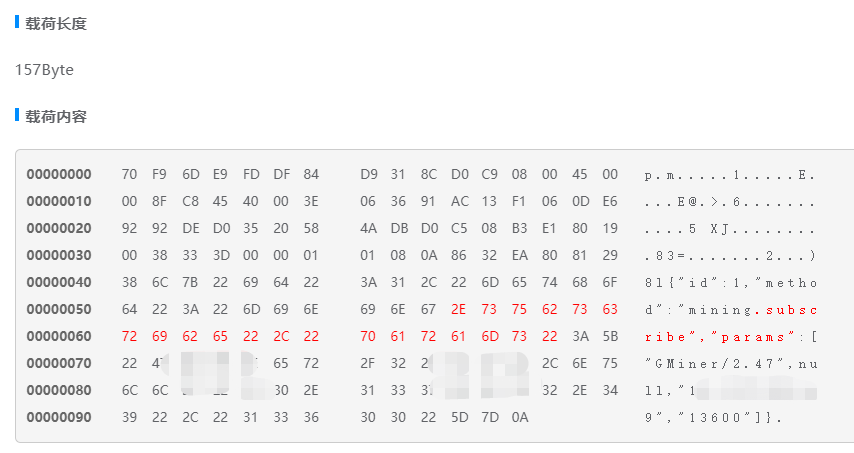 载荷长度
157Byte
载荷内容
00000000 70 F9 6D E9 FD DF 84 D9 31 8C D0 C9 08 00 45 00 p.m.....1.....E.
00000010 00 8F C8 45 40 00 3E 06 36 91 AC 13 F1 06 0D E6 ...E@.>.6.......
00000020 92 92 DE D0 35 20 58 4A DB D0 C5 08 B3 E1 80 19 ....5 XJ........
00000030 00 38 33 3D 00 00 01 01 08 0A 86 32 EA 80 81 29 .83=.......2...)
00000040 38 6C 7B 22 69 64 22 3A 31 2C 22 6D 65 74 68 6F 8l{"id":1,"metho
00000050 64 22 3A 22 6D 69 6E 69 6E 67 2E 73 75 62 73 63 d":"mining.subsc
00000060 72 69 62 65 22 2C 22 70 61 72 61 6D 73 22 3A 5B ribe","params":[
00000070 22 65 72 2F 32 2C 6E 75 "GMiner/2.47",nu
00000080 6C 6C 30 2E 31 33 32 2E 34 ll,"1
00000090 39 22 2C 22 31 33 36 30 30 22 5D 7D 0A 9","13600"]}.